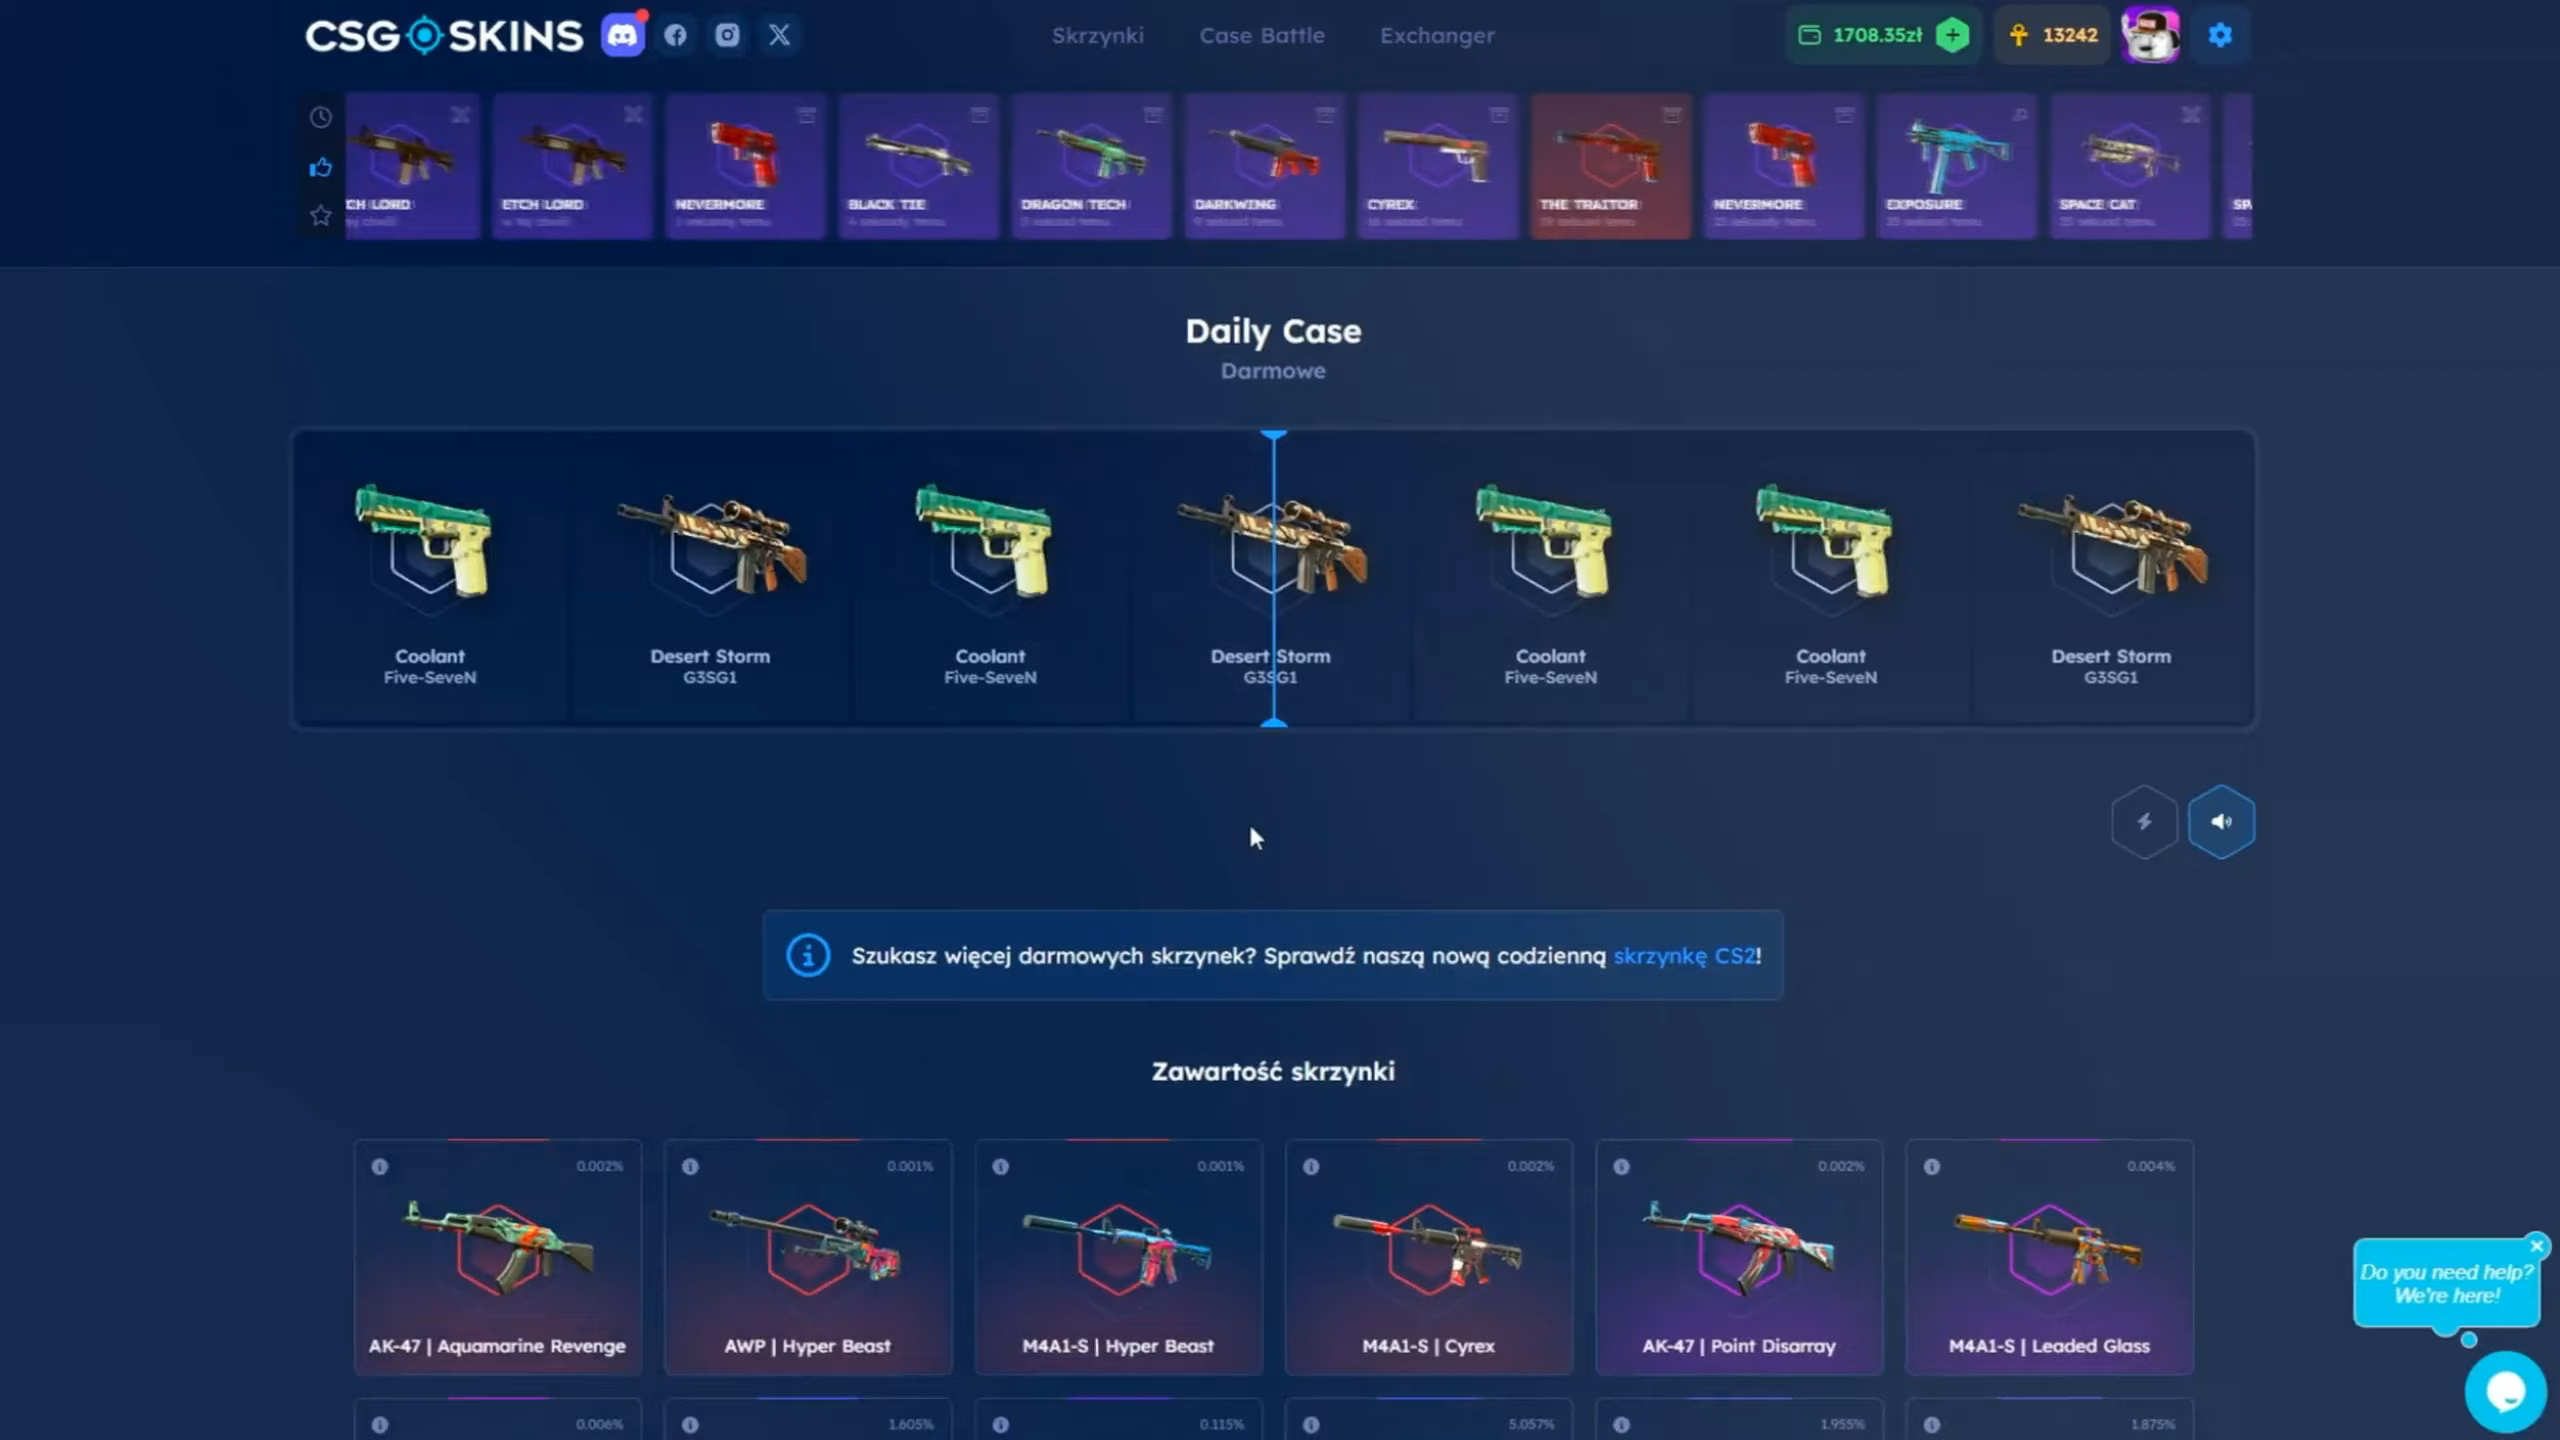 CSG SKINS
Skrzynki
Case Battle
Exchanger
1708.35zł
13242
CH LORD
ETCH LORD
NEVERMORE
BLACK TIE
DRAGON TECH
DARKWING
CYREX
THE TRAITOR
NEVERMORE
EXPOSURE
SPACE CAT
Daily Case
Darmowe
Coolant
Five-SeveN
Desert Storm
G3SG1
Coolant
Five-SeveN
Desert Storm
G3SG1
Coolant
Five-SeveN
Coolant
Five-SeveN
Desert Storm
G3SG1
Szukasz więcej darmowych skrzynek? Sprawdź naszą nową codzienną skrzynkę CS2!
Zawartość skrzynki
0.002%
AK-47 | Aquamarine Revenge
0.001%
AWP | Hyper Beast
0.001%
M4A1-S | Hyper Beast
0.002%
M4A1-S | Cyrex
0.002%
AK-47 | Point Disarray
0.004%
M4A1-S | Leaded Glass
0.006%
1.605%
0.115%
5.057%
1.955%
1.875%
Do you need help?
We're here!